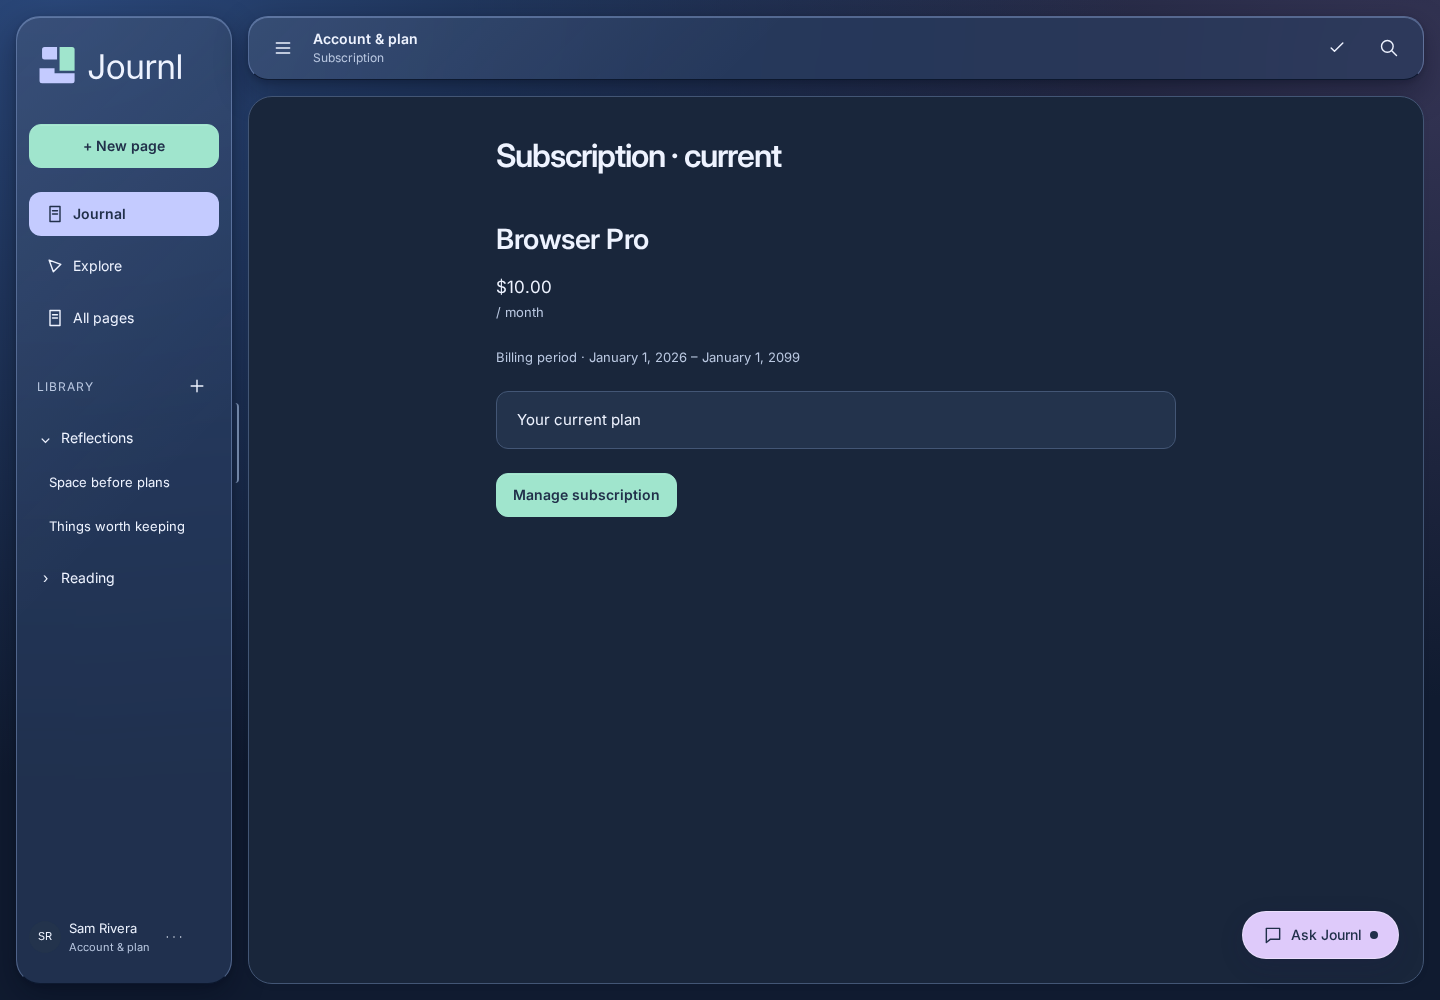 Journl
+ New page
Journal
Explore
All pages
LIBRARY
Reflections
Space before plans
Things worth keeping
Reading
SR
Sam Rivera
Account & plan
...
Account & plan
Subscription
Subscription · current
Browser Pro
$10.00
/ month
Billing period · January 1, 2026 – January 1, 2099
Your current plan
Manage subscription
Ask Journl